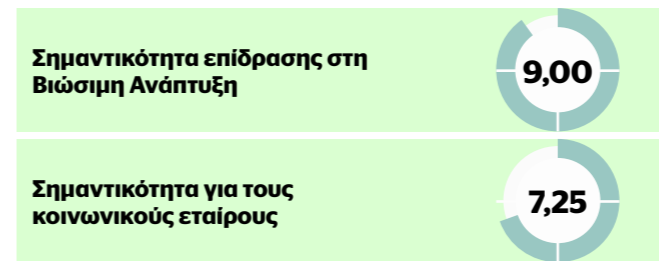 Σημαντικότητα επίδρασης στη
Βιώσιμη Ανάπτυξη
9,00
Σημαντικότητα για τους
κοινωνικούς εταίρους
7,25